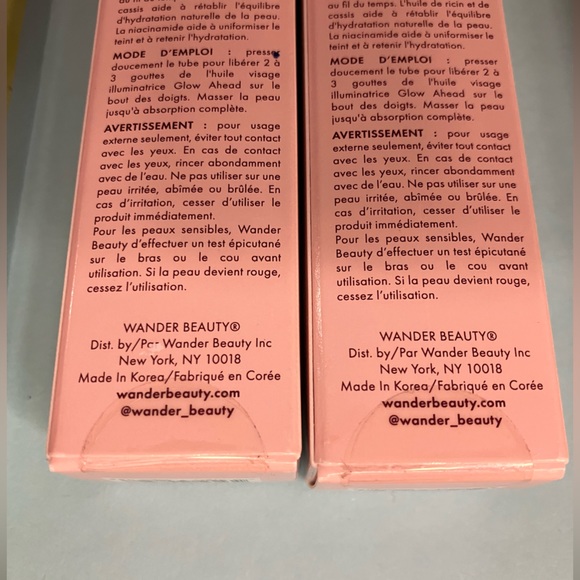 cassis aide à rétablir l'équilibre
d'hydratation naturelle de la peau.
La niacinamide aide à uniformiser le
teint et à retenir l'hydratation.
MODE D'EMPLOI : presser
doucement le tube pour libérer 2 à
3 gouttes de l'huile visage
illuminatrice Glow Ahead sur le
bout des doigts. Masser la peau
jusqu'à absorption complète.
AVERTISSEMENT : pour usage
externe seulement, éviter tout contact
avec les yeux. En cas de contact
avec les yeux, rincer abondamment
avec de l'eau. Ne pas utiliser sur une
peau irritée, abîmée ou brûlée. En
cas d'irritation, cesser d'utiliser le
produit immédiatement.
Pour les peaux sensibles, Wander
Beauty d'effectuer un test épicutané
sur le bras ou le cou avant
utilisation. Si la peau devient rouge,
cessez l'utilisation.
WANDER BEAUTY®
Dist. by/Par Wander Beauty Inc
New York, NY 10018
Made In Korea/Fabriqué en Corée
wanderbeauty.com
@wander_beauty
au fil du temps. L'huile de ricin et de
cassis aide à rétablir l'équilibre
d'hydratation naturelle de la peau.
La niacinamide aide à uniformiser le
teint et à retenir l'hydratation.
MODE D'EMPLOI : presser
doucement le tube pour libérer 2 à
3 gouttes de l'huile visage
illuminatrice Glow Ahead sur le
bout des doigts. Masser la peau
jusqu'à absorption complète.
AVERTISSEMENT : pour usage
externe seulement, éviter tout contact
avec les yeux. En cas de contact
avec les yeux, rincer abondamment
avec de l'eau. Ne pas utiliser sur une
peau irritée, abîmée ou brûlée. En
cas d'irritation, cesser d'utiliser le
produit immédiatement.
Pour les peaux sensibles, Wander
Beauty d'effectuer un test épicutané
sur le bras ou le cou avant
utilisation. Si la peau devient rouge,
cessez l'utilisation.
WANDER BEAUTY®
Dist. by/Par Wander Beauty Inc
New York, NY 10018
Made In Korea/Fabriqué en Corée
wanderbeauty.com
@wander_beauty